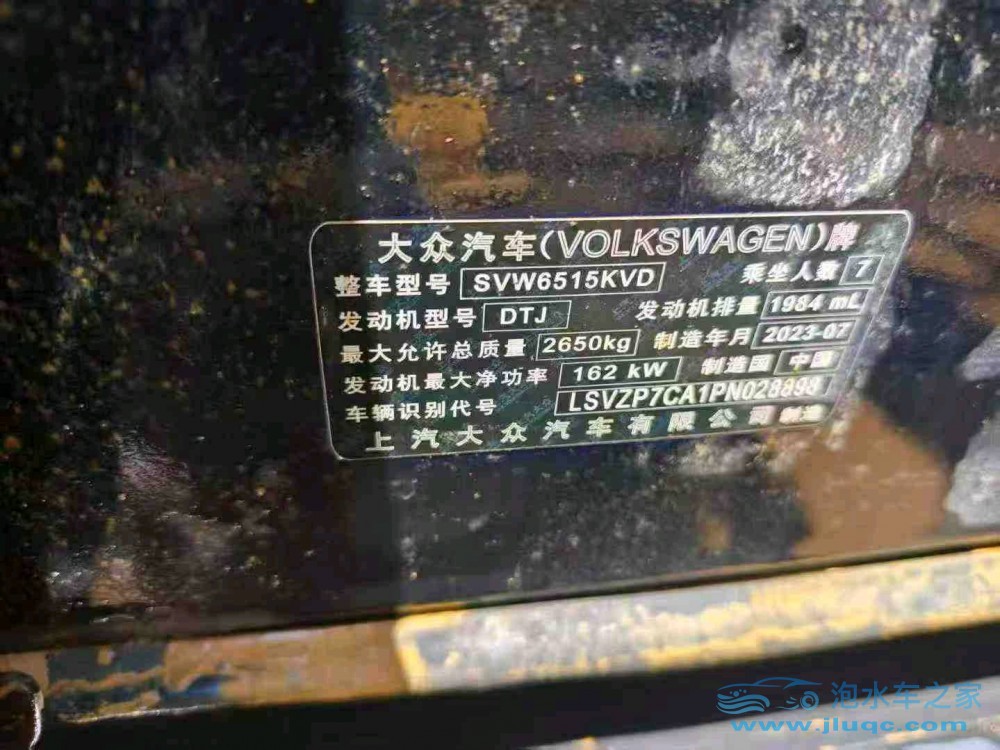 大众汽车(VOLKSWAGEN)牌
整车型号 SVW6515KVD 乘坐人数 7
发动机型号 DTJ 发动机排量 1984 mL
最大允许总质量 2650kg 制造年月 2023-07
发动机最大净功率 162 kW 制造国 中国
车辆识别代号 LSVZP7CA1PN028898
上汽大众汽车有限公司制造
泡水车之家
www.jluqc.com